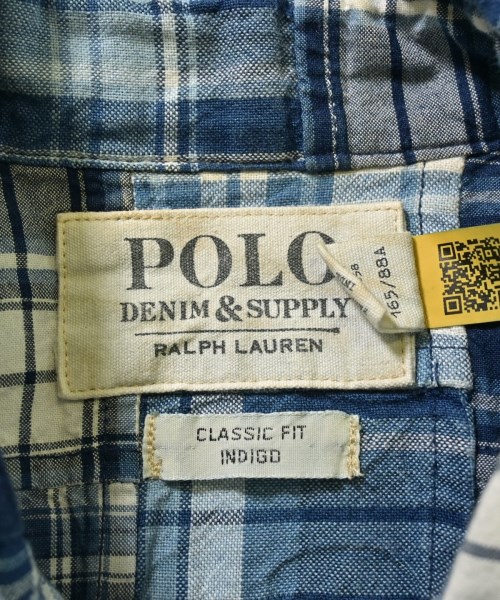 POLO
DENIM & SUPPLY
RALPH LAUREN
165/88A
CLASSIC FIT
INDIGO